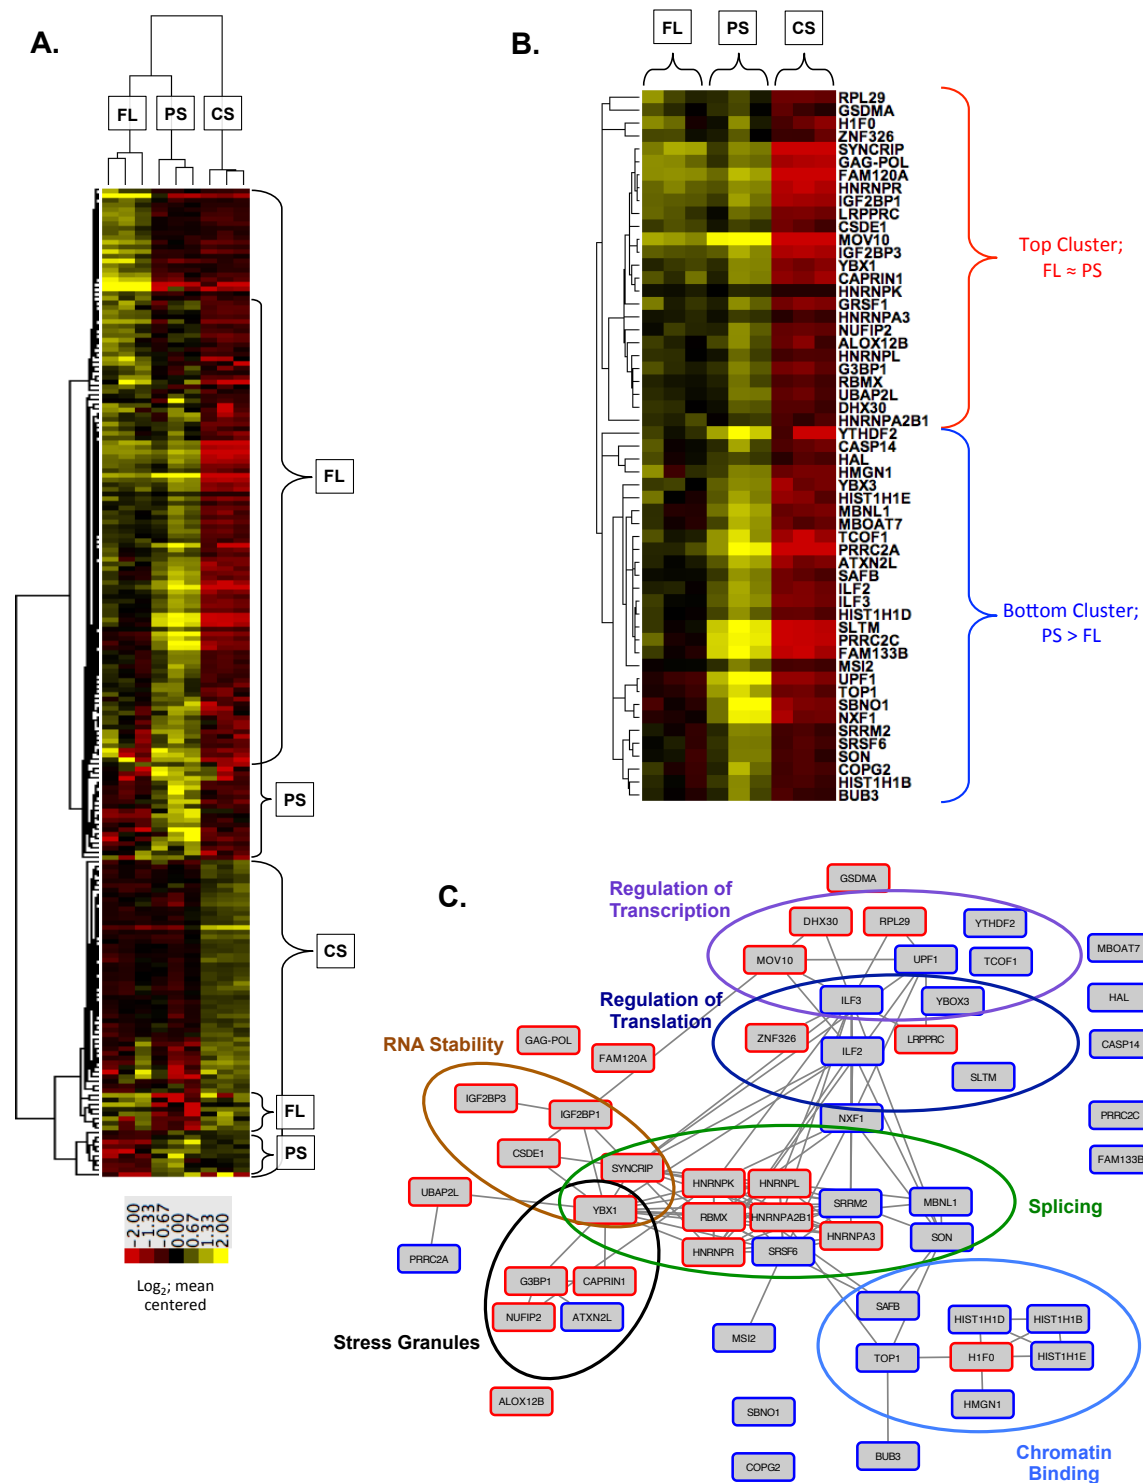 A.
FL
PS
CS
FL
PS
CS
FL
PS
-2.00
-1.33
-0.67
0.00
0.67
1.33
2.00
Log2; mean
centered
B.
FL
PS
CS
RPL29
GSDMA
H1F0
ZNF326
SYNCRIP
GAG-POL
FAM120A
HNRNPR
IGF2BP1
LRPPRC
CSDE1
MOV10
IGF2BP3
YBX1
CAPRIN1
HNRNPK
GRSF1
HNRNPA3
NUFIP2
ALOX12B
HNRNPL
G3BP1
RBMX
UBAP2L
DHX30
HNRNPA2B1
YTHDF2
CASP14
HAL
HMGN1
YBX3
HIST1H1E
MBNL1
MBOAT7
TCOF1
PRRC2A
ATXN2L
SAFB
ILF2
ILF3
HIST1H1D
SLTM
PRRC2C
FAM133B
MSI2
UPF1
TOP1
SBNO1
NXF1
SRRM2
SRSF6
SON
COPG2
HIST1H1B
BUB3
Top Cluster;
FL ≈ PS
Bottom Cluster;
PS > FL
C.
Regulation of
Transcription
GSDMA
DHX30
RPL29
YTHDF2
MOV10
UPF1
TCOF1
MBOAT7
Regulation of
Translation
ILF3
YBOX3
HAL
ZNF326
ILF2
LRPPRC
CASP14
SLTM
RNA Stability
GAG-POL
FAM120A
IGF2BP3
IGF2BP1
NXF1
PRRC2C
CSDE1
SYNCRIP
FAM133B
UBAP2L
YBX1
HNRNPK
HNRNPL
SRRM2
MBNL1
Splicing
RBMX
HNRNPA2B1
HNRNPA3
SON
PRRC2A
HNRNPR
SRSF6
G3BP1
CAPRIN1
NUFIP2
ATXN2L
Stress Granules
MSI2
SAFB
HIST1H1D
HIST1H1B
TOP1
H1F0
HIST1H1E
HMGN1
ALOX12B
SBNO1
COPG2
BUB3
Chromatin
Binding